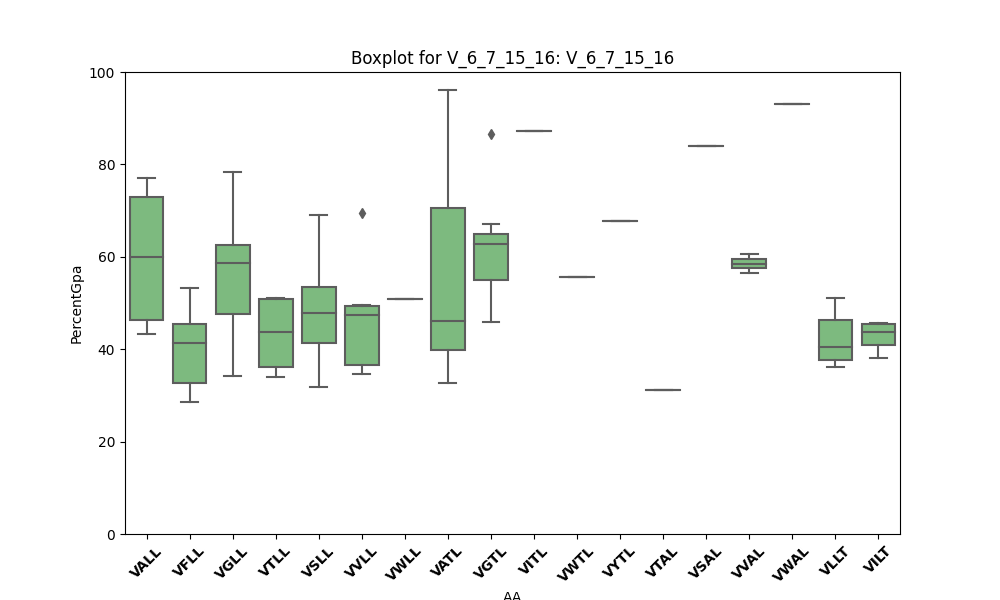 Boxplot for V_6_7_15_16: V_6_7_15_16
100
80
60
40
20
0
PercentGpa
VALL VFLL VGLL VTLL VSLL VVLL VWLL VATL VGTL VITL VWTL VYTL VTAL VSAL VVAL VWAL VLLT VILT
AA